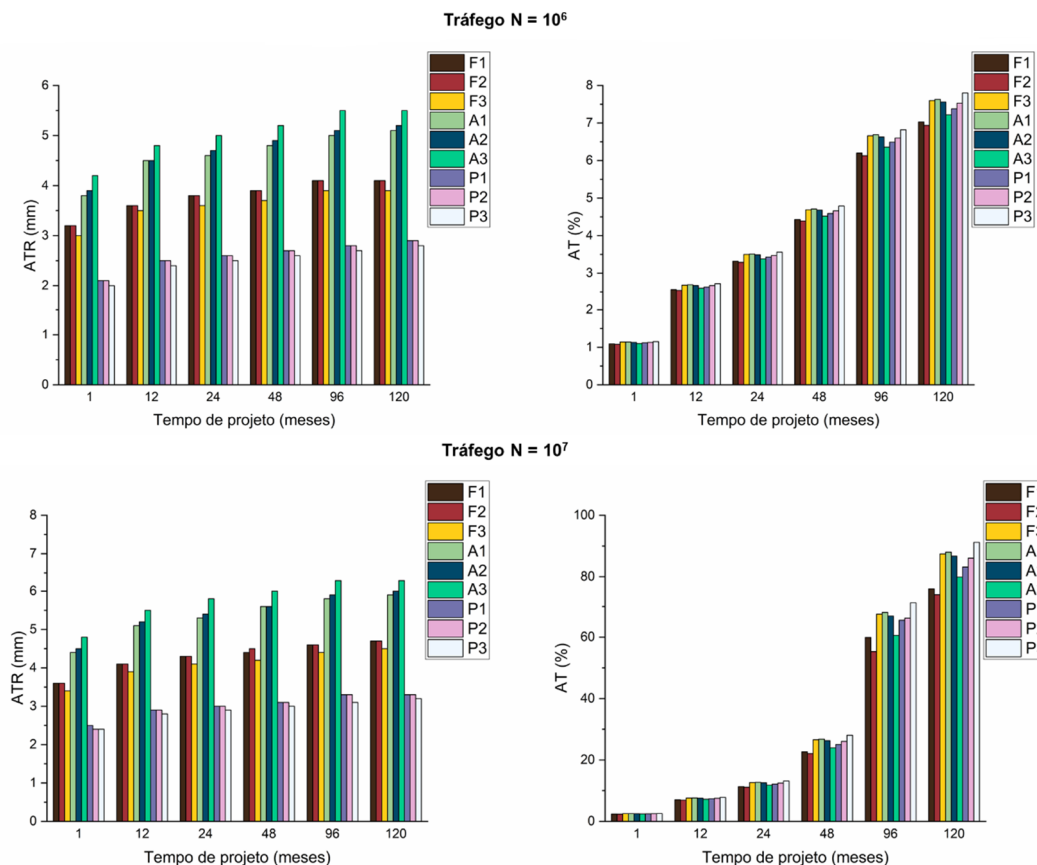 Tráfego N = 10⁶
F1
F2
F3
A1
A2
A3
P1
P2
P3
6
5
4
3
2
1
0
ATR (mm)
1 12 24 48 96 120
Tempo de projeto (meses)
F1
F2
F3
A1
A2
A3
P1
P2
P3
8
7
6
5
4
3
2
1
0
AT (%)
1 12 24 48 96 120
Tempo de projeto (meses)
Tráfego N = 10⁷
F1
F2
F3
A1
A2
A3
P1
P2
P3
8
7
6
5
4
3
2
1
0
ATR (mm)
1 12 24 48 96 120
Tempo de projeto (meses)
100
80
60
40
20
0
AT (%)
1 12 24 48 96 120
Tempo de projeto (meses)